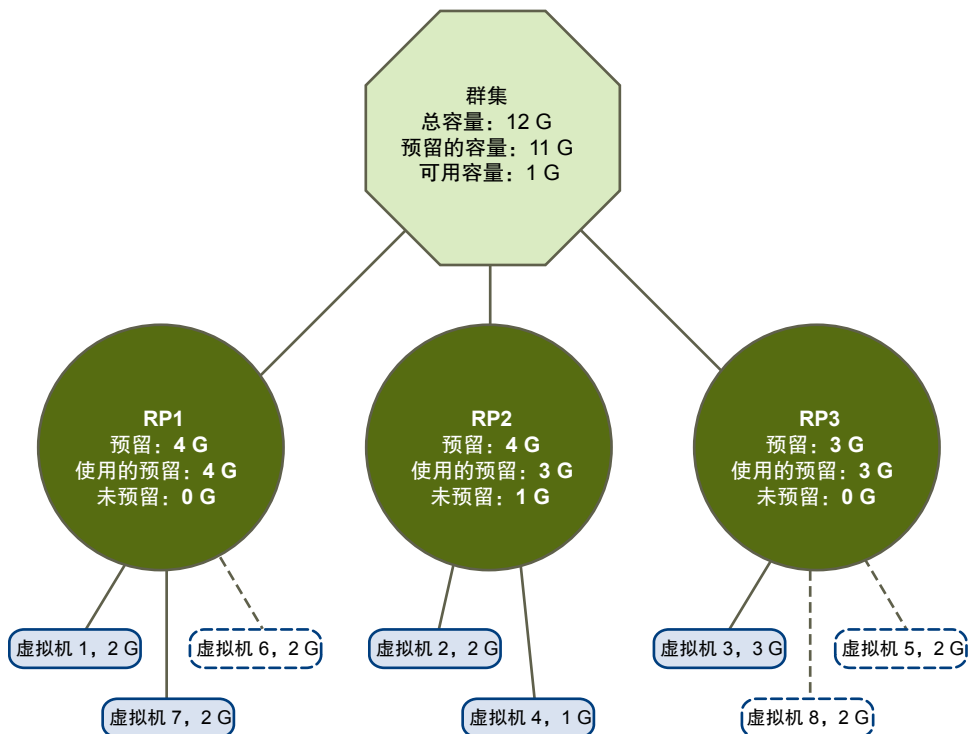 群集
总容量：12 G
预留的容量：11 G
可用容量：1 G
RP1
预留：4 G
使用的预留：4 G
未预留：0 G
RP2
预留：4 G
使用的预留：3 G
未预留：1 G
RP3
预留：3 G
使用的预留：3 G
未预留：0 G
虚拟机 1，2 G
虚拟机 6，2 G
虚拟机 2，2 G
虚拟机 3，3 G
虚拟机 5，2 G
虚拟机 7，2 G
虚拟机 4，1 G
虚拟机 8，2 G